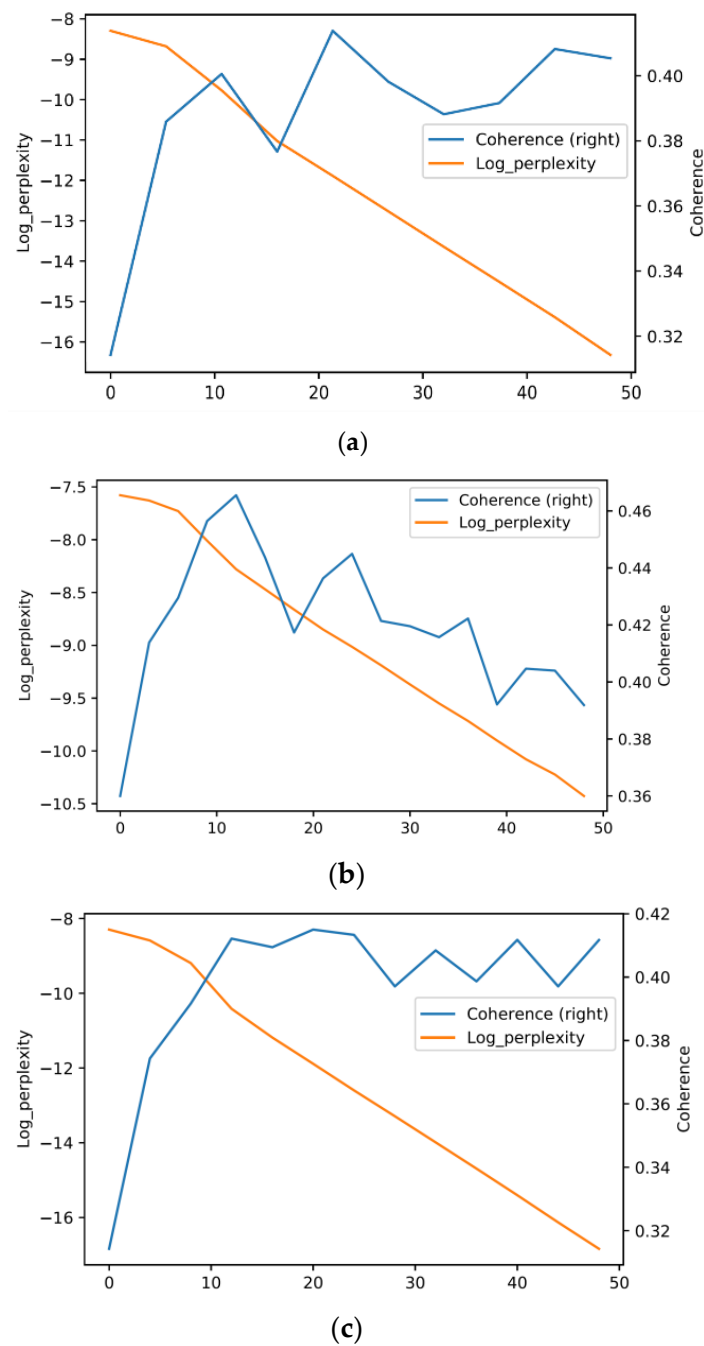 −8
−9
−10
−11
−12
−13
−14
−15
−16
Log_perplexity
Coherence (right)
Log_perplexity
0.40
0.38
0.36
0.34
0.32
Coherence
0 10 20 30 40 50
(a)
−7.5
−8.0
−8.5
−9.0
−9.5
−10.0
−10.5
Log_perplexity
Coherence (right)
Log_perplexity
0.46
0.44
0.42
0.40
0.38
0.36
Coherence
0 10 20 30 40 50
(b)
−8
−10
−12
−14
−16
Log_perplexity
Coherence (right)
Log_perplexity
0.42
0.40
0.38
0.36
0.34
0.32
Coherence
0 10 20 30 40 50
(c)